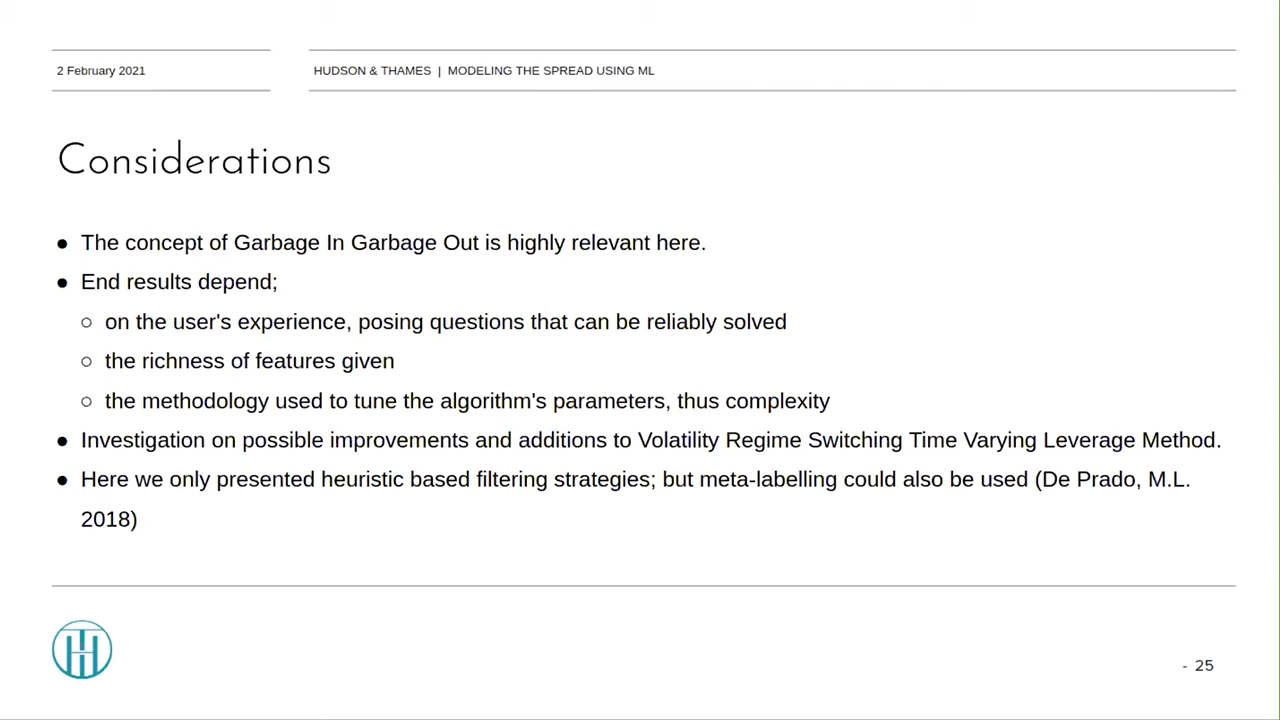 2 February 2021
HUDSON & THAMES | MODELING THE SPREAD USING ML
Considerations
● The concept of Garbage In Garbage Out is highly relevant here.
● End results depend;
○ on the user's experience, posing questions that can be reliably solved
○ the richness of features given
○ the methodology used to tune the algorithm's parameters, thus complexity
● Investigation on possible improvements and additions to Volatility Regime Switching Time Varying Leverage Method.
● Here we only presented heuristic based filtering strategies; but meta-labelling could also be used (De Prado, M.L.
2018)
- 25